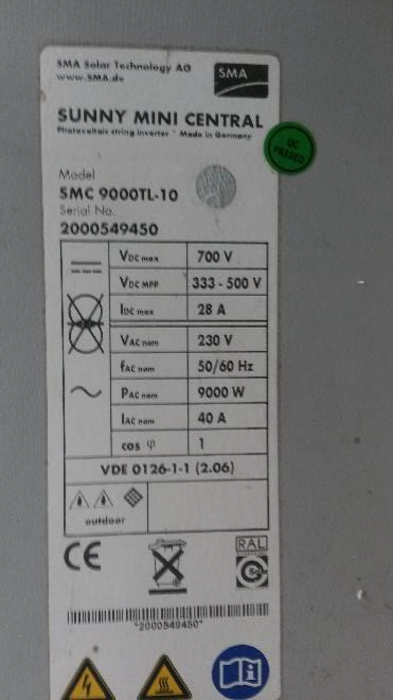 SMA Solar Technology AG
www.SMA.de
SMA
SUNNY MINI CENTRAL
Photovoltaic string inverter * Made in Germany
QC
PASSED
Model
SMC 9000TL-10
Serial No.
2000549450
VDC max 700 V
VDC MPP 333 - 500 V
IDC max 28 A
VAC nom 230 V
fAC nom 50/60 Hz
PAC nom 9000 W
IAC nom 40 A
cos φ 1
VDE 0126-1-1 (2.06)
outdoor
CE
RAL
*2000549450*